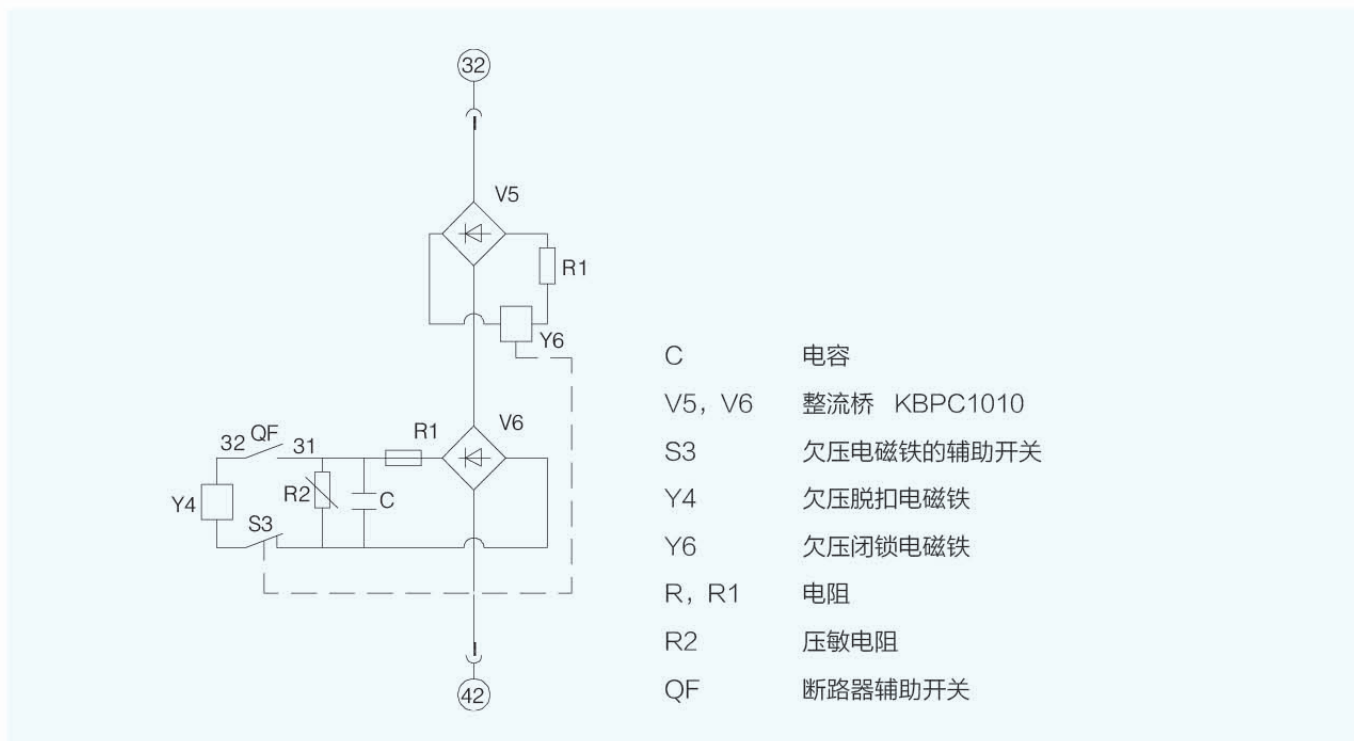 32
V5
R1
Y6
V6
R1
32 QF 31
R2
C
Y4
S3
42
C 电容
V5，V6 整流桥 KBPC1010
S3 欠压电磁铁的辅助开关
Y4 欠压脱扣电磁铁
Y6 欠压闭锁电磁铁
R，R1 电阻
R2 压敏电阻
QF 断路器辅助开关